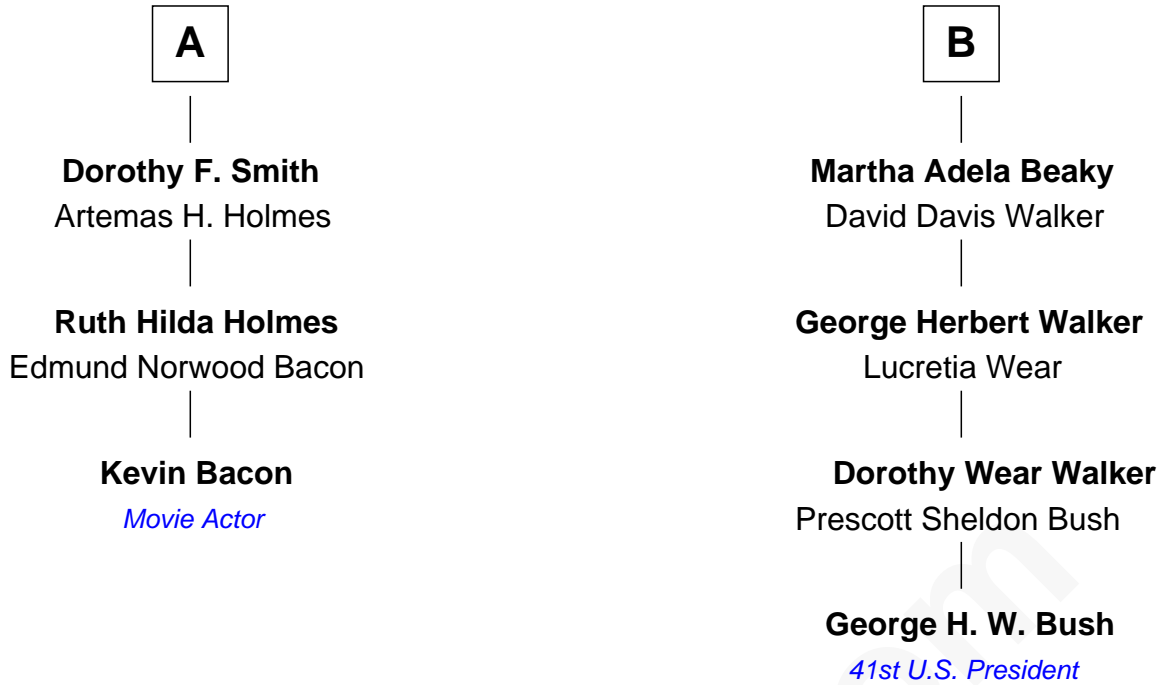 A
Dorothy F. Smith
Artemas H. Holmes
Ruth Hilda Holmes
Edmund Norwood Bacon
Kevin Bacon
Movie Actor
B
Martha Adela Beaky
David Davis Walker
George Herbert Walker
Lucretia Wear
Dorothy Wear Walker
Prescott Sheldon Bush
George H. W. Bush
41st U.S. President